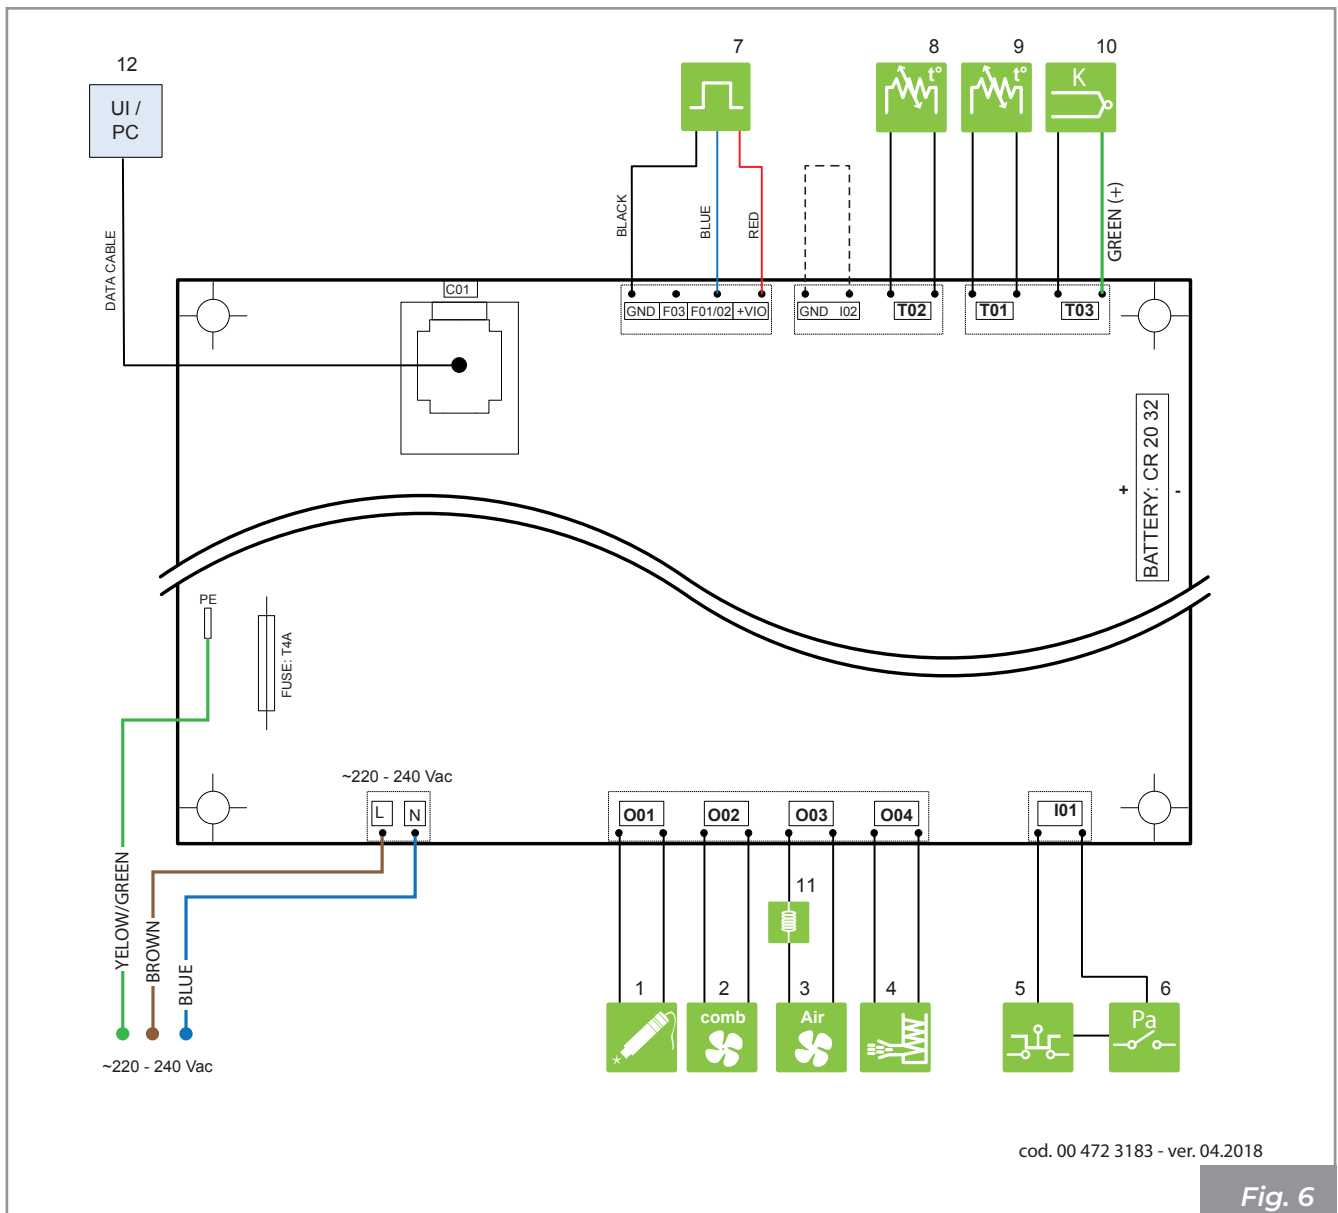 12
7
8
9
10
UI /
PC
t°
t°
K
DATA CABLE
BLACK
BLUE
RED
GREEN (+)
C01
GND F03 F01/02 +VIO
GND I02
T02
T01
T03
BATTERY: CR 20 32
+
-
PE
FUSE: T4A
~220 - 240 Vac
L
N
O01
O02
O03
O04
I01
YELOW/GREEN
BROWN
BLUE
11
1
2
3
4
5
6
comb
Air
Pa
~220 - 240 Vac
cod. 00 472 3183 - ver. 04.2018
Fig. 6